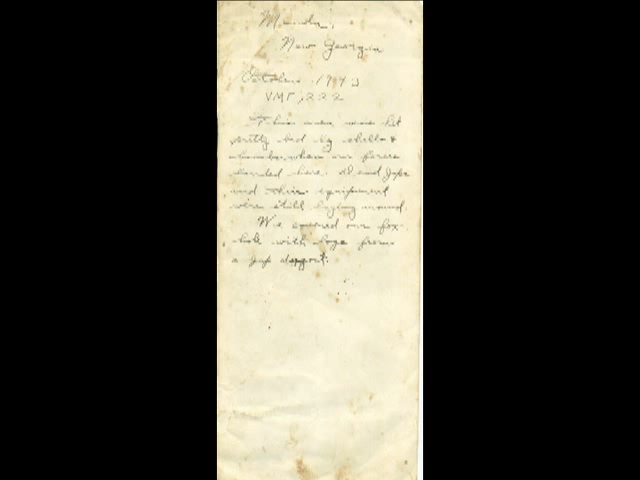 Munda,
New Georgia
October 1943
VMF, 222
This area was hit
pretty bad by shells &
bombs, when our forces
landed here. Dead Japs
and their equipment
were still laying around.
We covered our fox
hole with logs from
a Jap depot.